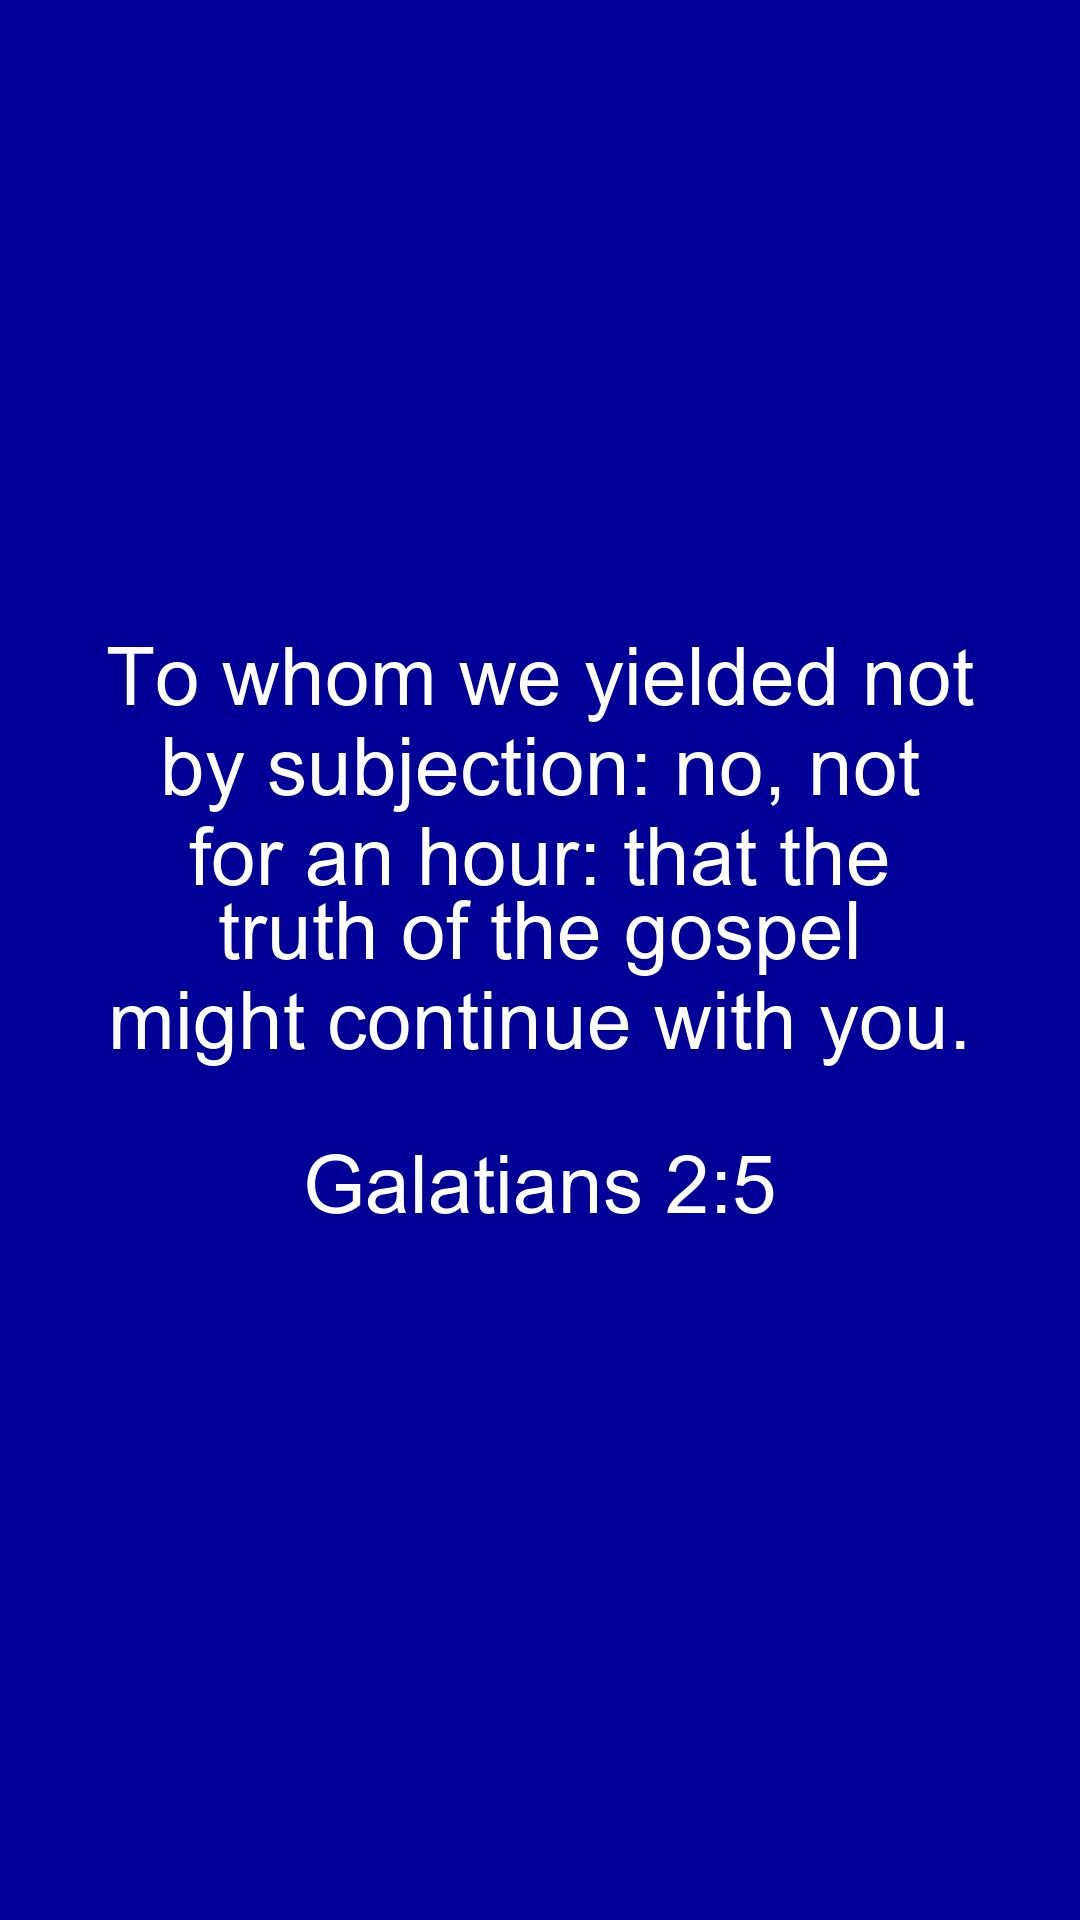 To whom we yielded not
by subjection: no, not
for an hour: that the
truth of the gospel
might continue with you.
Galatians 2:5